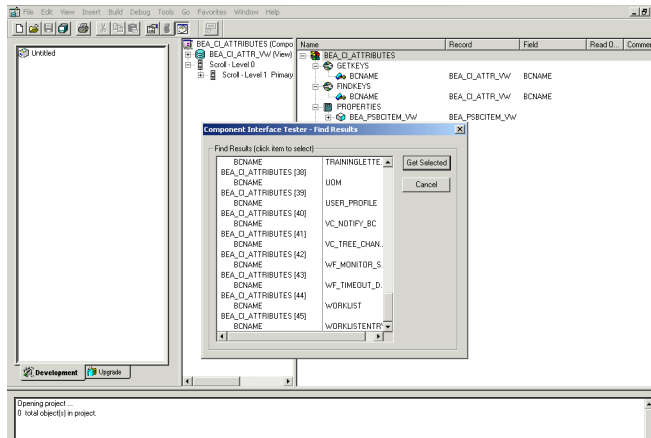 File Edit View Insert Build Debug Tools Go Favorites Window Help
Untitled
BEA_CI_ATTRIBUTES (Compo
BEA_CI_ATTR_VW (View)
Scroll - Level 0
Scroll - Level 1 Primary
Name Record Field Read O... Commer
BEA_CI_ATTRIBUTES
GETKEYS
BCNAME BEA_CI_ATTR_VW BCNAME
FINDKEYS
BCNAME BEA_CI_ATTR_VW BCNAME
PROPERTIES
BEA_PSBCITEM_VW BEA_PSBCITEM_VW
Component Interface Tester - Find Results
Find Results (click item to select)
BCNAME TRAININGLETTE.
BEA_CI_ATTRIBUTES [38]
BCNAME UOM
BEA_CI_ATTRIBUTES [39]
BCNAME USER_PROFILE
BEA_CI_ATTRIBUTES [40]
BCNAME VC_NOTIFY_BC
BEA_CI_ATTRIBUTES [41]
BCNAME VC_TREE_CHAN..
BEA_CI_ATTRIBUTES [42]
BCNAME WF_MONITOR_S.
BEA_CI_ATTRIBUTES [43]
BCNAME WF_TIMEOUT_D.
BEA_CI_ATTRIBUTES [44]
BCNAME WORKLIST
BEA_CI_ATTRIBUTES [45]
BCNAME WORKLISTENTRY
Get Selected
Cancel
Development Upgrade
Opening project ...
0 total object(s) in project.